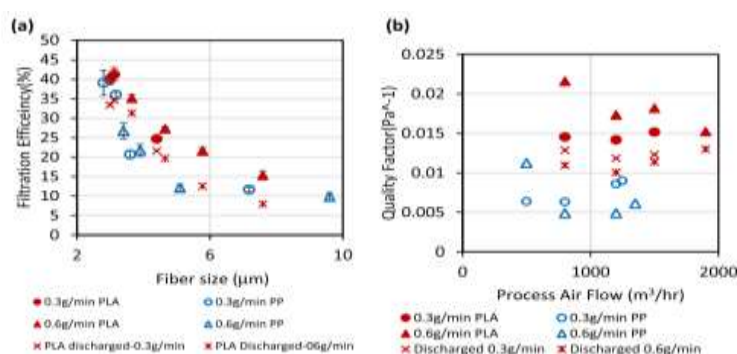 (a)
50
45
40
35
30
25
20
15
10
5
0
Filtration Effeiciency(%)
2
6
10
Fiber size (μm)
0.3g/min PLA
0.3g/min PP
0.6g/min PLA
0.6g/min PP
PLA discharged-0.3g/min
PLA Discharged-06g/min
(b)
0.025
0.02
0.015
0.01
0.005
0
Quality Factor(Pa^-1)
0
1000
2000
Process Air Flow (m³/hr)
0.3g/min PLA
0.3g/min PP
0.6g/min PLA
0.6g/min PP
Discharged 0.3g/min
Discharged 0.6g/min